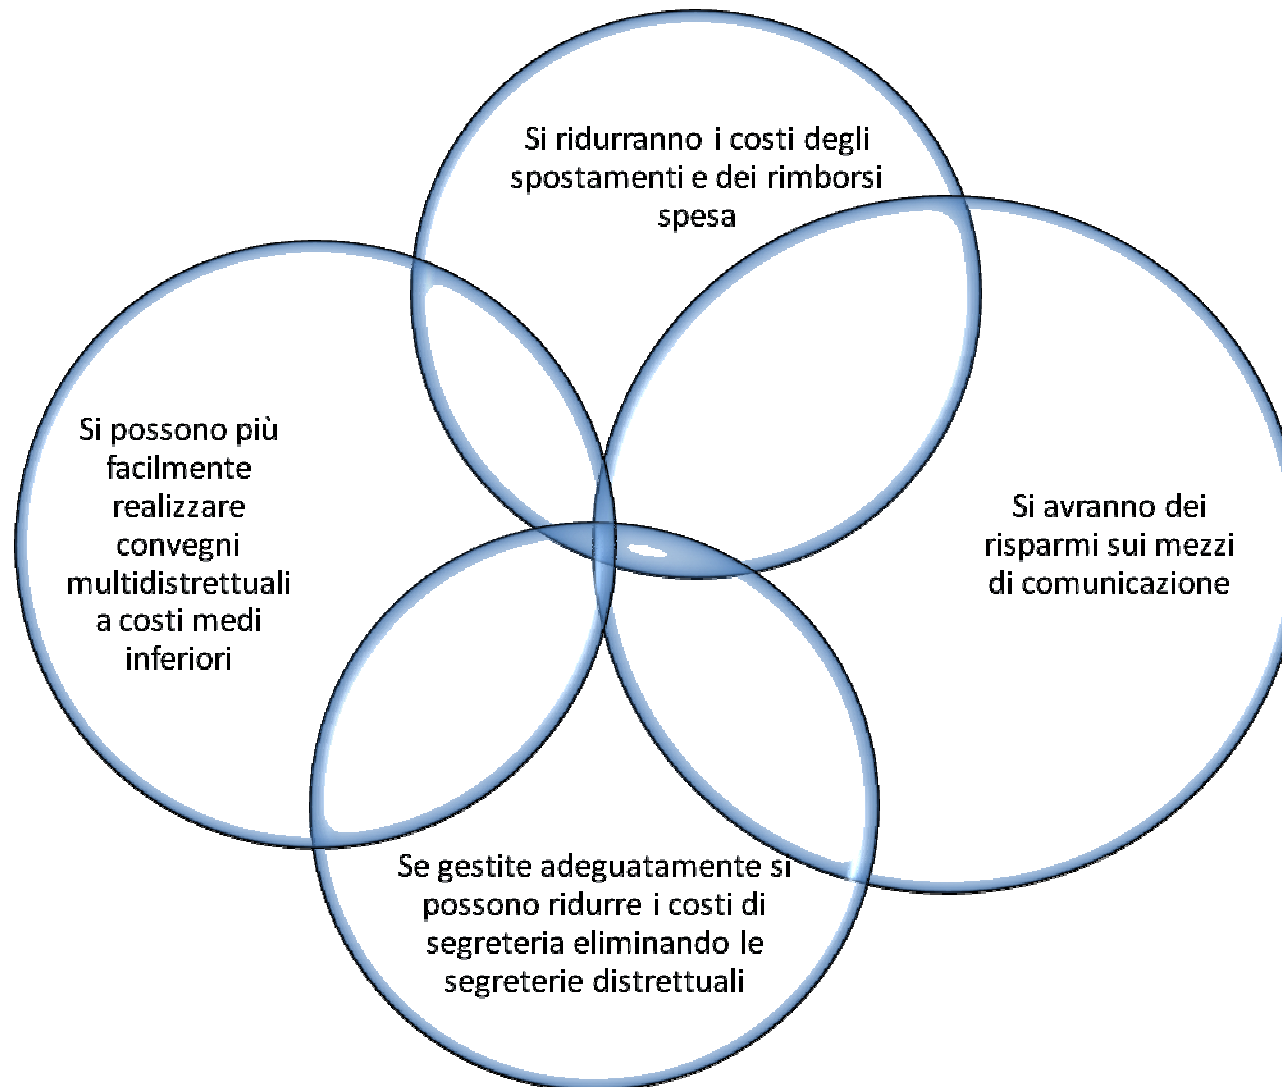 Si ridurranno i costi degli
spostamenti e dei rimborsi
spesa
Si possono più
facilmente
realizzare
convegni
multidistrettuali
a costi medi
inferiori
Si avranno dei
risparmi sui mezzi
di comunicazione
Se gestite adeguatamente si
possono ridurre i costi di
segreteria eliminando le
segreterie distrettuali